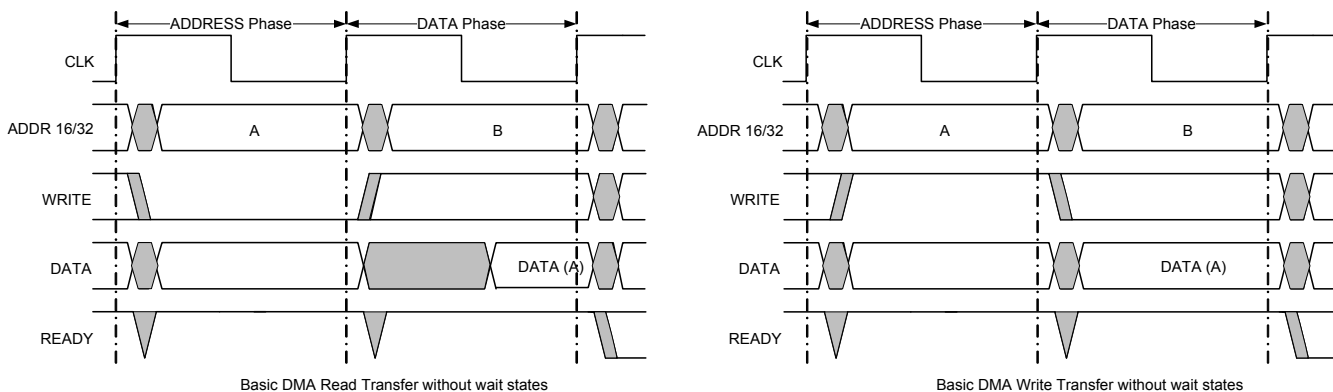 ADDRESS Phase DATA Phase
CLK
ADDR 16/32 A B
WRITE
DATA DATA (A)
READY
Basic DMA Read Transfer without wait states
ADDRESS Phase DATA Phase
CLK
ADDR 16/32 A B
WRITE
DATA DATA (A)
READY
Basic DMA Write Transfer without wait states